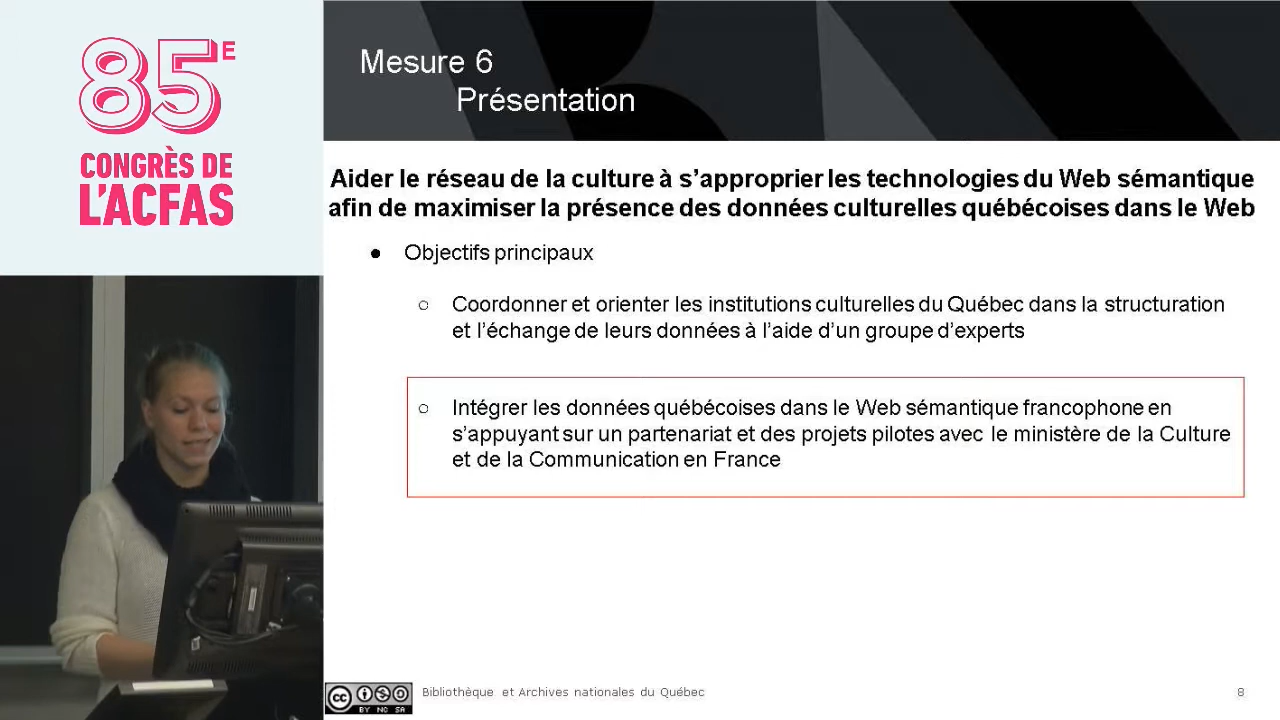 85E
CONGRÈS DE
L'ACFAS
Mesure 6
Présentation
Aider le réseau de la culture à s’approprier les technologies du Web sémantique
afin de maximiser la présence des données culturelles québécoises dans le Web
● Objectifs principaux
○ Coordonner et orienter les institutions culturelles du Québec dans la structuration
et l’échange de leurs données à l’aide d’un groupe d’experts
○ Intégrer les données québécoises dans le Web sémantique francophone en
s’appuyant sur un partenariat et des projets pilotes avec le ministère de la Culture
et de la Communication en France
cc
BY NC SA
Bibliothèque et Archives nationales du Québec
8